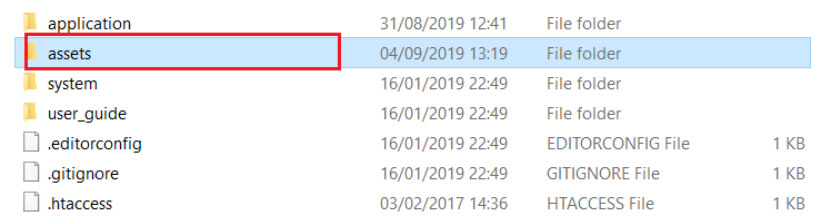 application 31/08/2019 12:41 File folder
assets 04/09/2019 13:19 File folder
system 16/01/2019 22:49 File folder
user_guide 16/01/2019 22:49 File folder
.editorconfig 16/01/2019 22:49 EDITORCONFIG File 1 KB
.gitignore 16/01/2019 22:49 GITIGNORE File 1 KB
.htaccess 03/02/2017 14:36 HTACCESS File 1 KB